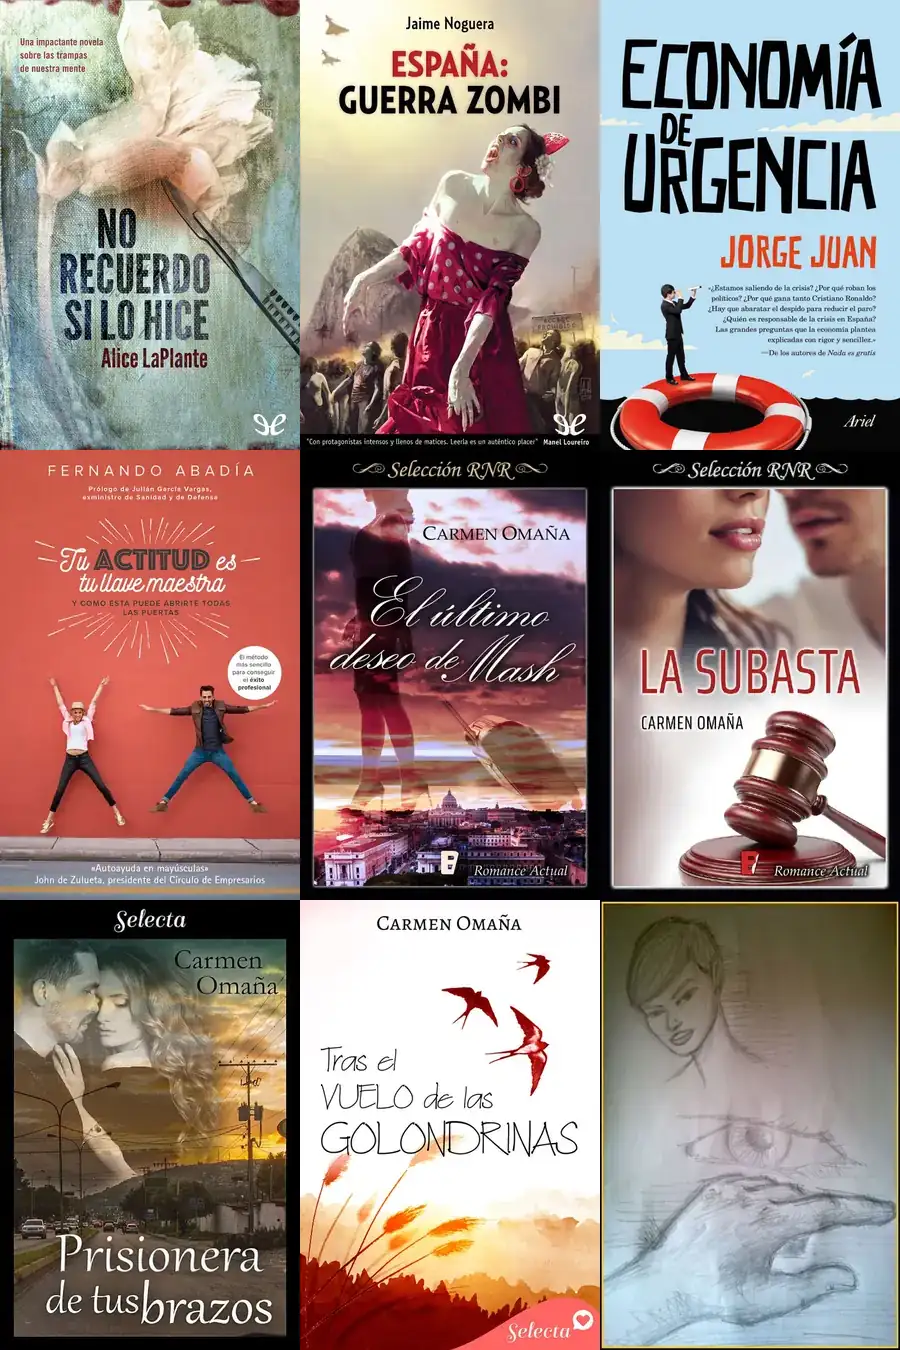 Una impactante novela
sobre las trampas
de nuestra mente
NO
RECUERDO
SI LO HICE
Alice LaPlante
Jaime Noguera
ESPAÑA:
GUERRA ZOMBI
PROHIBIDO
"Con protagonistas intensos y llenos de matices. Leerla es un auténtico placer" Manel Loureiro
ECONOMÍA
DE
URGENCIA
JORGE JUAN
«¿Estamos saliendo de la crisis? ¿Por qué roban los
políticos? ¿Por qué gana tanto Cristiano Ronaldo?
¿Hay que abaratar el despido para reducir el paro?
¿Quién es responsable de la crisis en España?
Las grandes preguntas que la economía plantea
explicadas con rigor y sencillez.»
—De los autores de Nada es gratis
Ariel
FERNANDO ABADÍA
Prólogo de Julián García Vargas,
exministro de Sanidad y de Defensa
Tu ACTITUD es
tu llave maestra
Y CÓMO ESTA PUEDE ABRIRTE TODAS
LAS PUERTAS
El método
más sencillo
para conseguir
el éxito
profesional
«Autoayuda en mayúsculas»
John de Zulueta, presidente del Círculo de Empresarios
Selección RNR
CARMEN OMAÑA
El último
deseo de Mash
B
Romance Actual
Selección RNR
LA SUBASTA
CARMEN OMAÑA
B
Romance Actual
Selecta
Carmen
Omaña
Prisionera
de tus brazos
CARMEN OMAÑA
Tras el
VUELO de las
GOLONDRINAS
Selecta